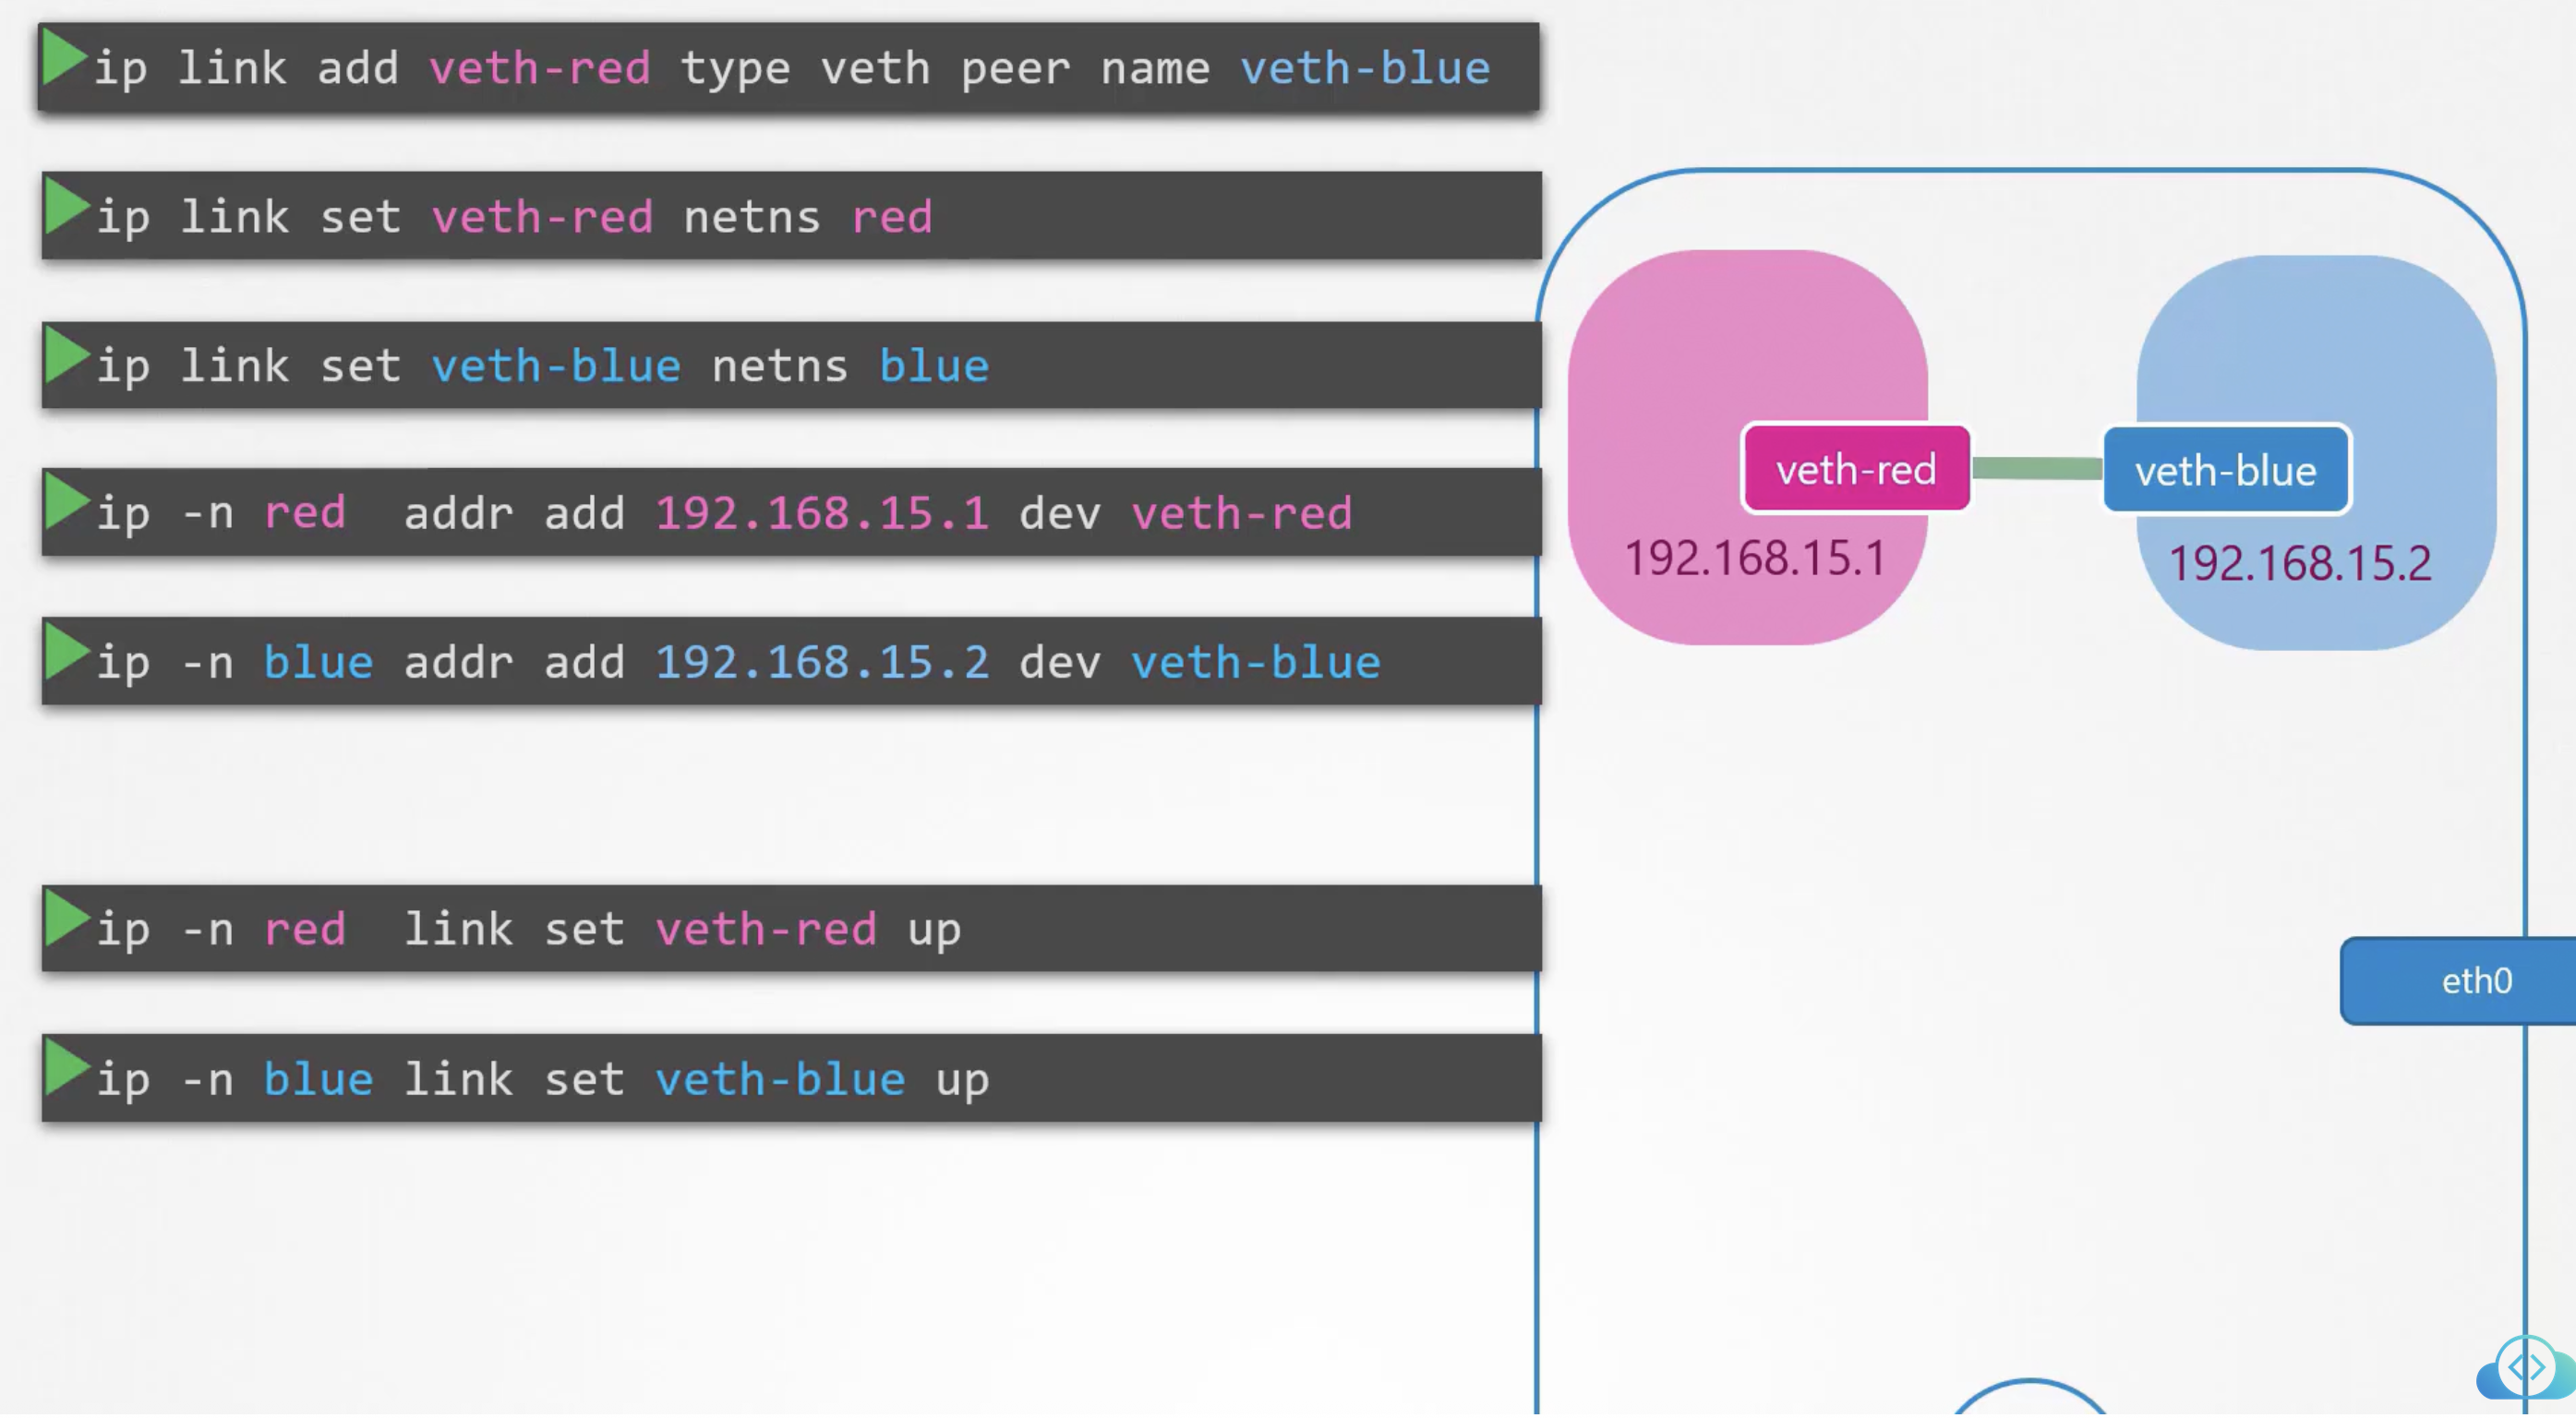 ip link add veth-red type veth peer name veth-blue
ip link set veth-red netns red
ip link set veth-blue netns blue
ip -n red  addr add 192.168.15.1 dev veth-red
ip -n blue addr add 192.168.15.2 dev veth-blue
ip -n red  link set veth-red up
ip -n blue link set veth-blue up
veth-red
veth-blue
192.168.15.1
192.168.15.2
eth0